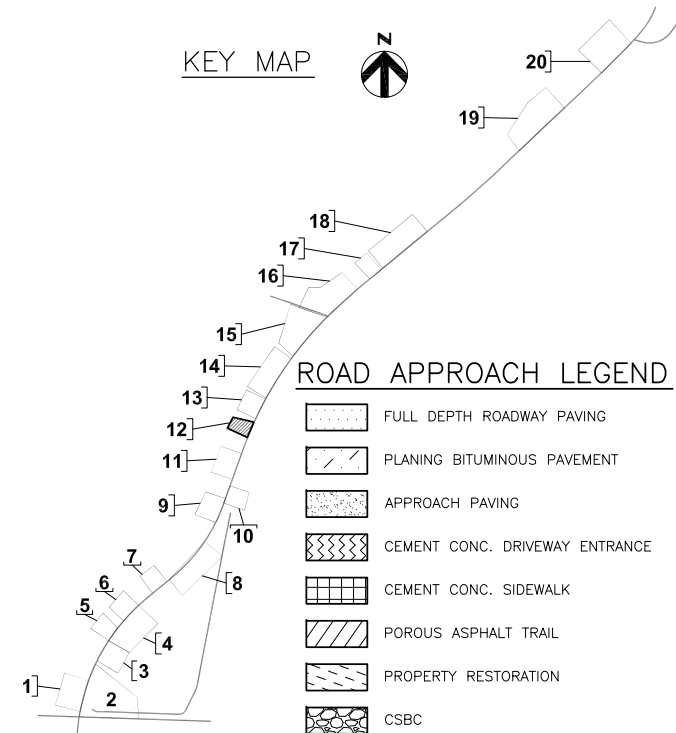 N
KEY MAP
20
19
18
17
16
15
14
13
12
11
9
10
7
8
6
5
4
3
1
2
ROAD APPROACH LEGEND
FULL DEPTH ROADWAY PAVING
PLANING BITUMINOUS PAVEMENT
APPROACH PAVING
CEMENT CONC. DRIVEWAY ENTRANCE
CEMENT CONC. SIDEWALK
POROUS ASPHALT TRAIL
PROPERTY RESTORATION
CSBC